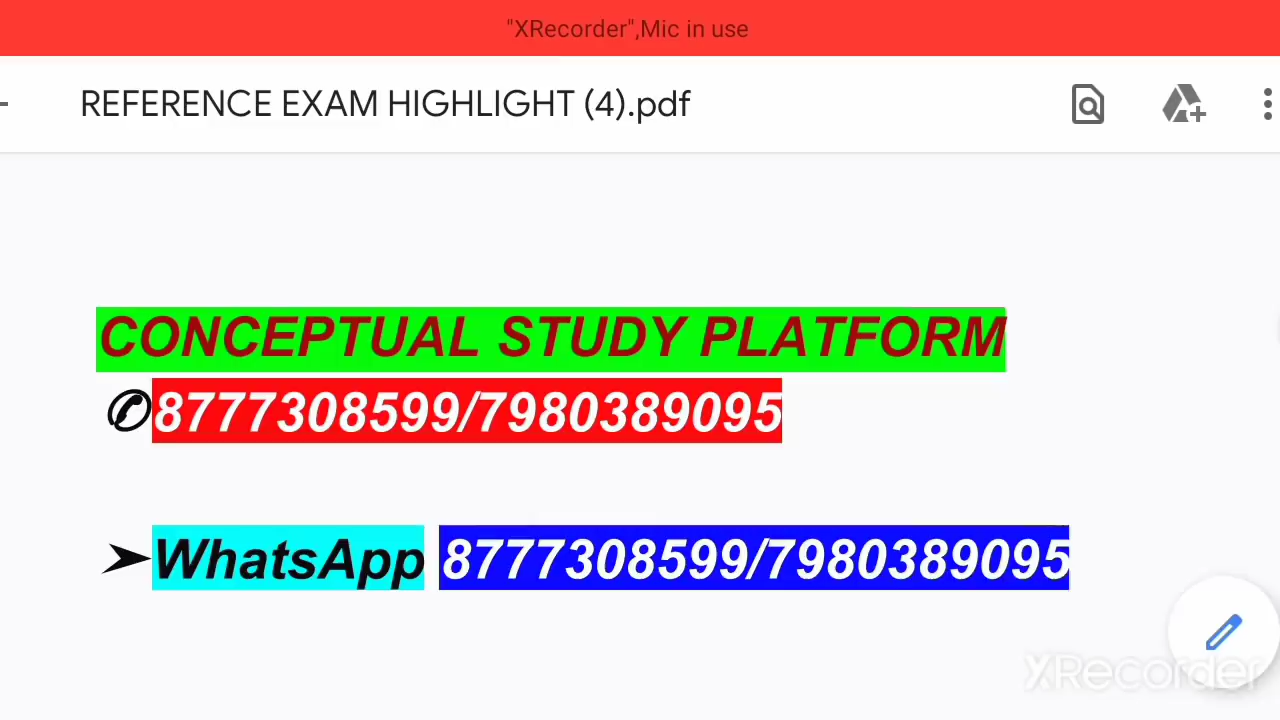 "XRecorder",Mic in use
REFERENCE EXAM HIGHLIGHT (4).pdf
CONCEPTUAL STUDY PLATFORM
✆8777308599/7980389095
➤WhatsApp 8777308599/7980389095
XRecorder